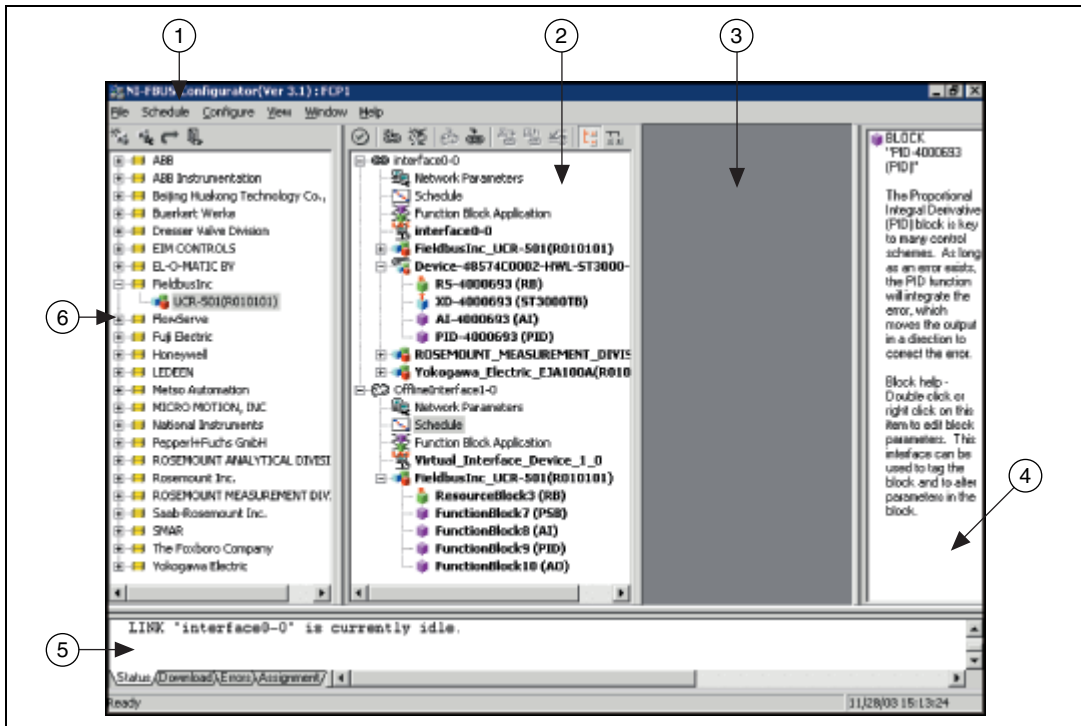 1
2
3
NI-FBUS Configurator(Ver 3.1) : FCP1
File Schedule Configure View Window Help
ABB
ABB Instrumentation
Beijing Huakong Technology Co.,
Buerkert Werke
Dresser Valve Division
EIM CONTROLS
EL-O-MATIC BV
FieldbusInc
UCR-501(R010101)
FlowServe
Fuji Electric
Honeywell
LEDEEN
Metso Automation
MICRO MOTION, INC
National Instruments
Pepperl+Fuchs GmbH
ROSEMOUNT ANALYTICAL DIVISI
Rosemount Inc.
ROSEMOUNT MEASUREMENT DIV.
Saab-Rosemount Inc.
SMAR
The Foxboro Company
Yokogawa Electric
6
interface0-0
Network Parameters
Schedule
Function Block Application
interface0-0
FieldbusInc_UCR-501(R010101)
Device-48574C0002-HWL-ST3000-
RS-4000693 (RB)
XD-4000693 (ST3000TB)
AI-4000693 (AI)
PID-4000693 (PID)
ROSEMOUNT_MEASUREMENT_DIVIS
Yokogawa_Electric_EJA100A(R010
OfflineInterface1-0
Network Parameters
Schedule
Function Block Application
Virtual_Interface_Device_1_0
FieldbusInc_UCR-501(R010101)
ResourceBlock3 (RB)
FunctionBlock7 (PSB)
FunctionBlock8 (AI)
FunctionBlock9 (PID)
FunctionBlock10 (AO)
BLOCK
"PID-4000693
(PID)"
The Proportional
Integral Derivative
(PID) block is key
to many control
schemes. As long
as an error exists,
the PID function
will integrate the
error, which
moves the output
in a direction to
correct the error.
Block help -
Double click or
right click on this
item to edit block
parameters. This
interface can be
used to tag the
block and to alter
parameters in the
block.
4
LINK "interface0-0" is currently idle.
5
Status Download Errors Assignment
Ready
11/28/03 15:13:24